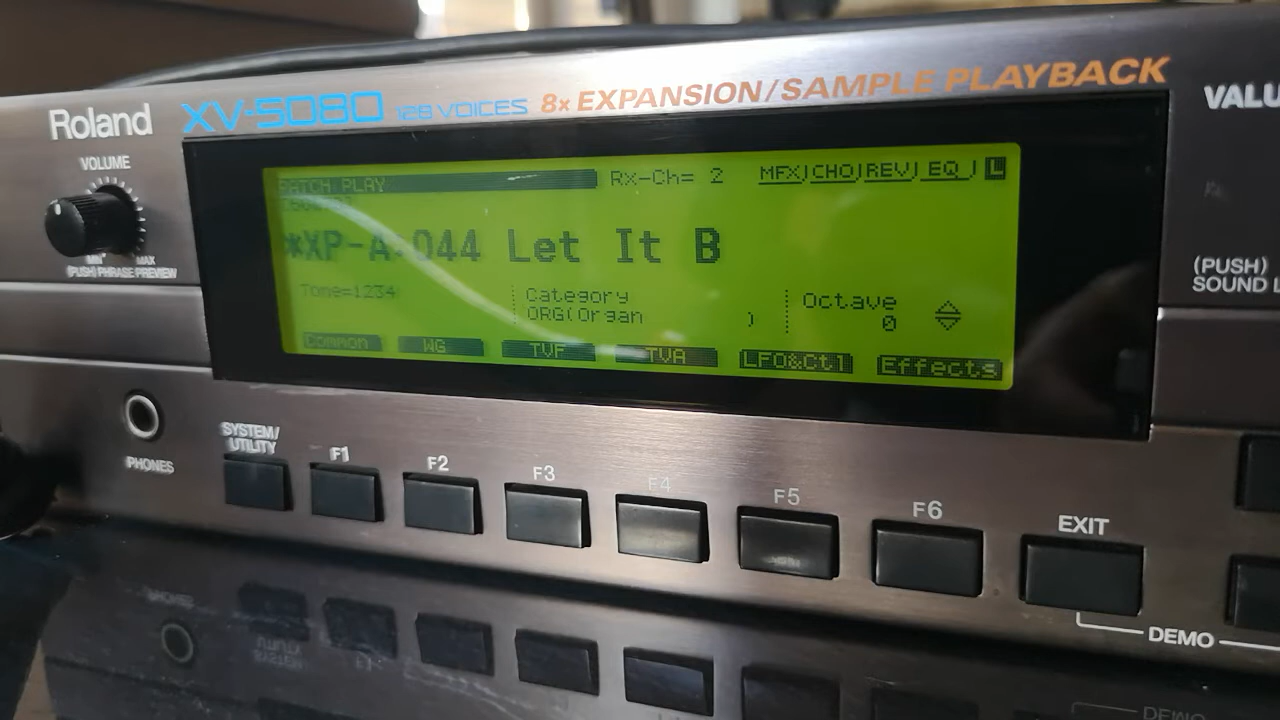 Roland
XV-5080 128 VOICES 8x EXPANSION/SAMPLE PLAYBACK
VALU
VOLUME
MIN MAX
(PUSH) PHRASE PREVIEW
PATCH PLAY Rx-Ch= 2 MFX)CHO)REV) EQ ) L
*XP-A:044 Let It B
Tone=1234
Category
ORG(Organ )
Octave
0
Common WG TVF TVA LFO&Ctl Effects
(PUSH)
SOUND L
PHONES
SYSTEM/
UTILITY
F1 F2 F3 F4 F5 F6 EXIT
DEMO